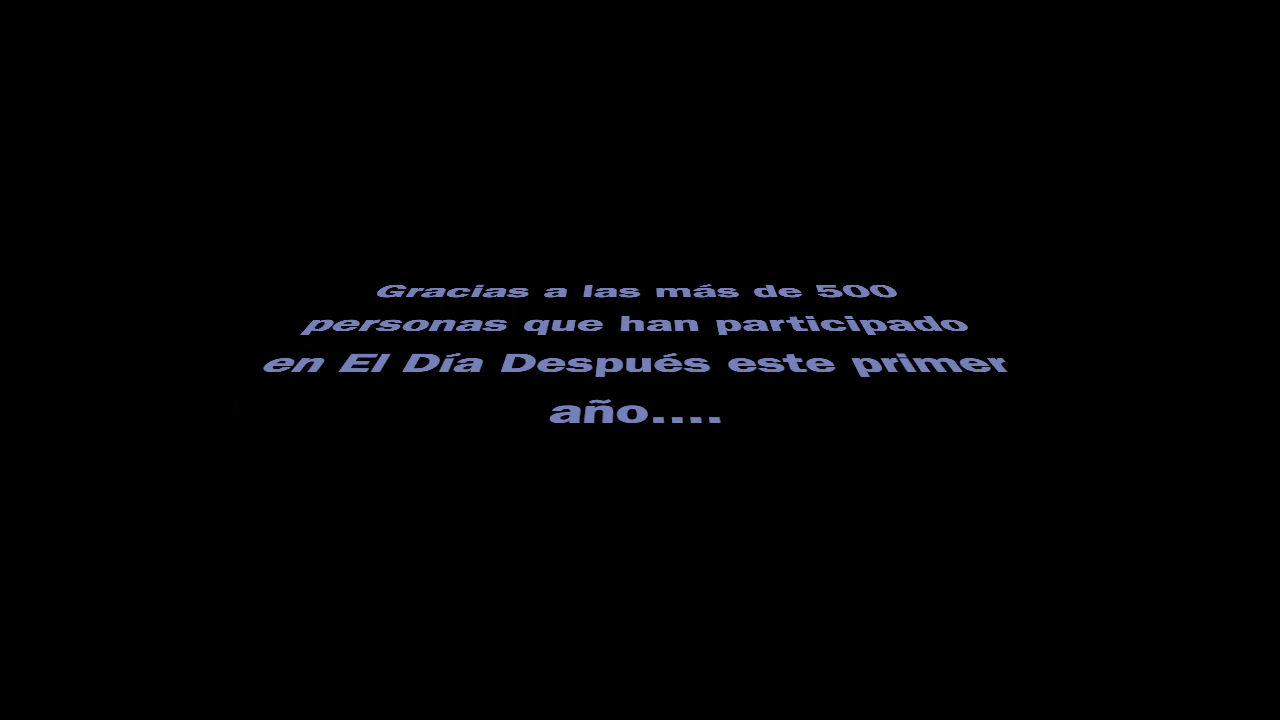 Gracias a las más de 500
personas que han participado
en El Día Después este primer
año....